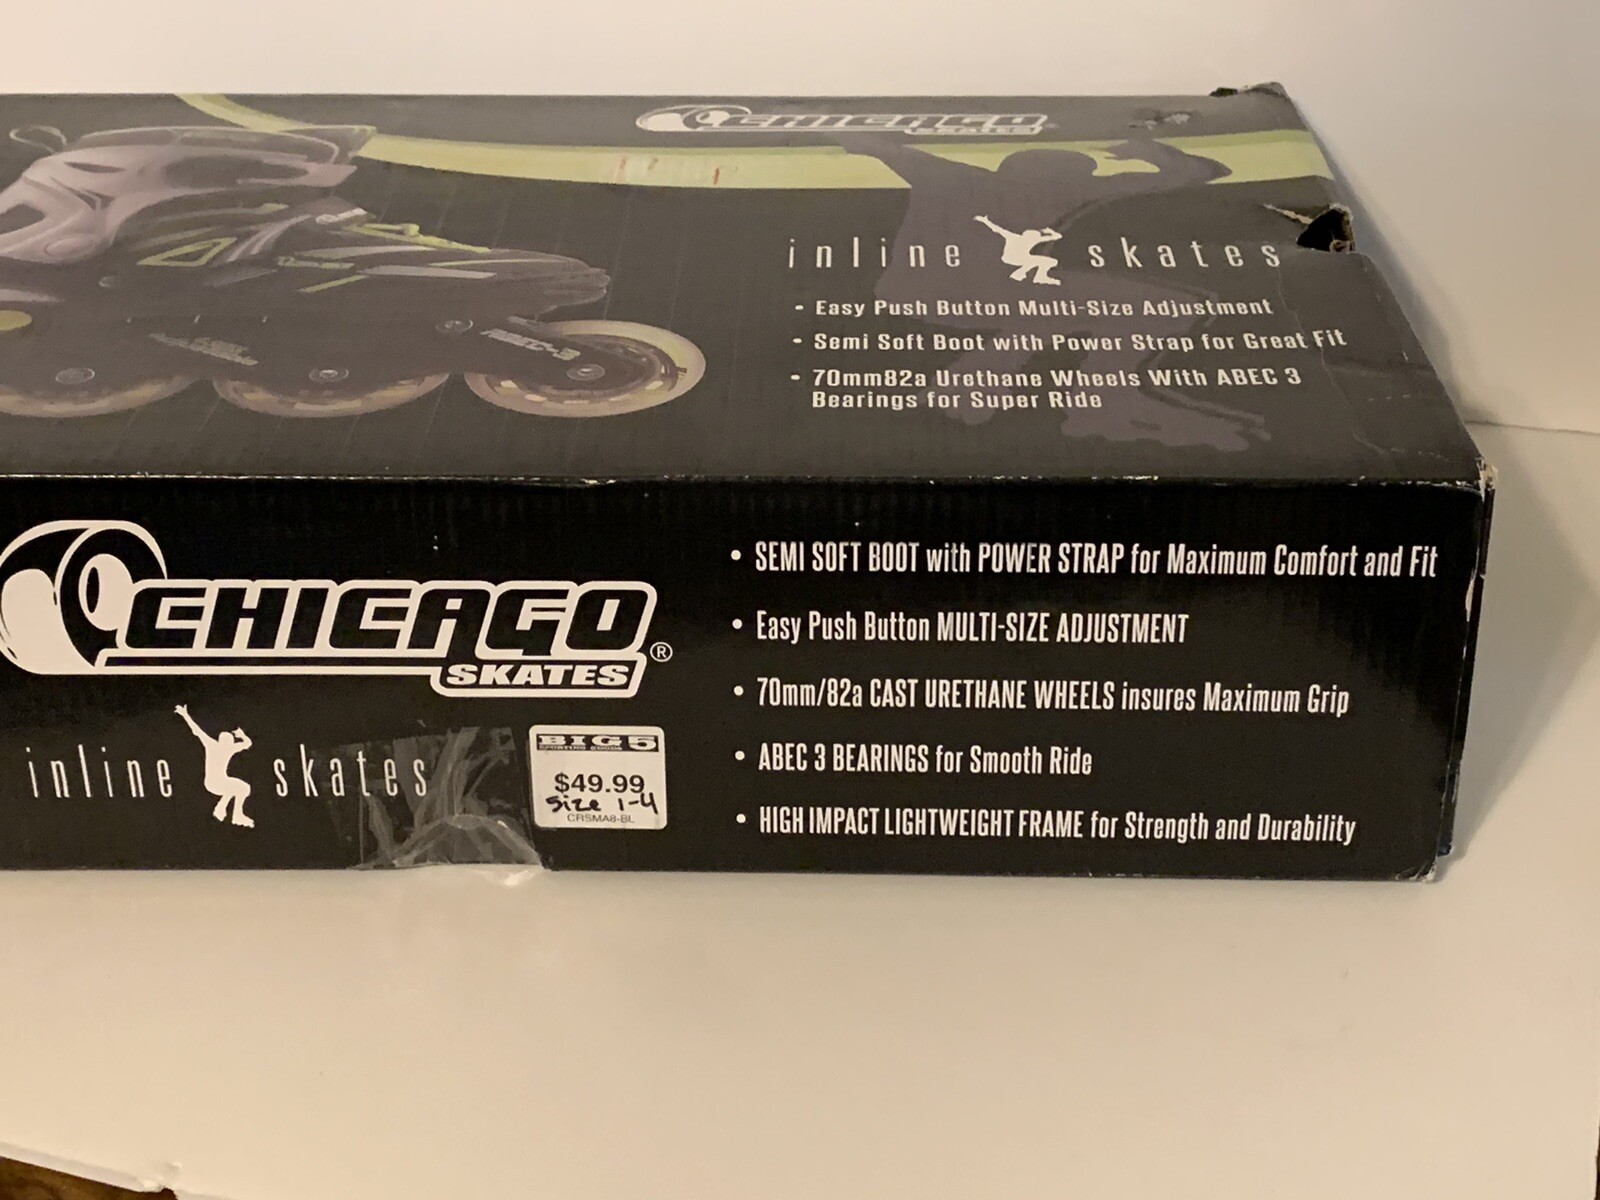 CHICAGO
SKATES
inline skates
• Easy Push Button Multi-Size Adjustment
• Semi Soft Boot with Power Strap for Great Fit
• 70mm82a Urethane Wheels With ABEC 3
Bearings for Super Ride
ABEC-3
CHICAGO
SKATES ®
inline skates
BIG 5
SPORTING GOODS
$49.99
Size 1-4
CRSMA8-BL
• SEMI SOFT BOOT with POWER STRAP for Maximum Comfort and Fit
• Easy Push Button MULTI-SIZE ADJUSTMENT
• 70mm/82a CAST URETHANE WHEELS insures Maximum Grip
• ABEC 3 BEARINGS for Smooth Ride
• HIGH IMPACT LIGHTWEIGHT FRAME for Strength and Durability